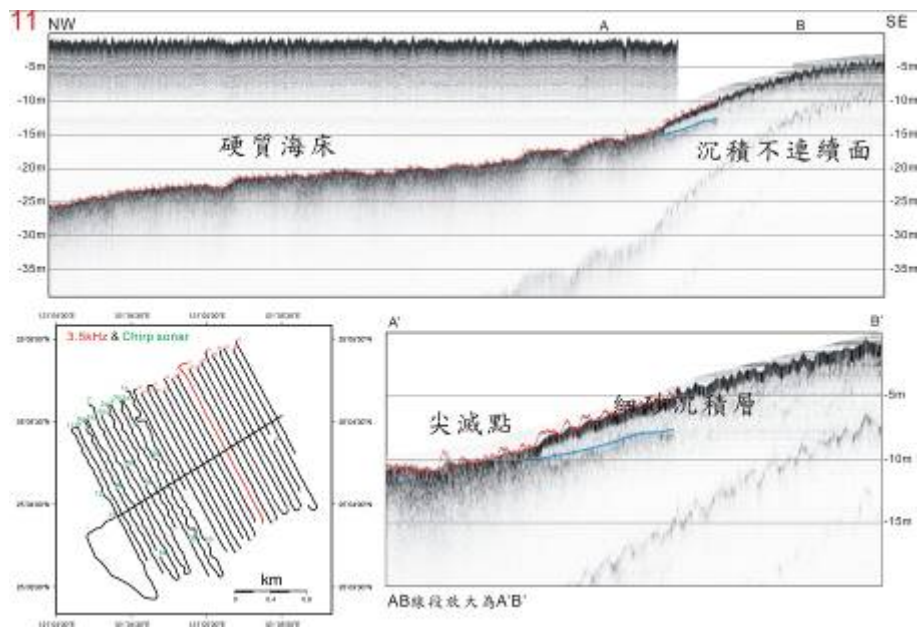 11 NW A B SE
-5m -5m
-10m -10m
-15m -15m
硬質海床 沉積不連續面
-20m -20m
-25m -25m
-30m -30m
-35m -35m
3.5kHz & Chirp sonar
km
A' B'
-5m
細砂沉積層
尖滅點
-10m
-15m
AB線段放大為A'B'